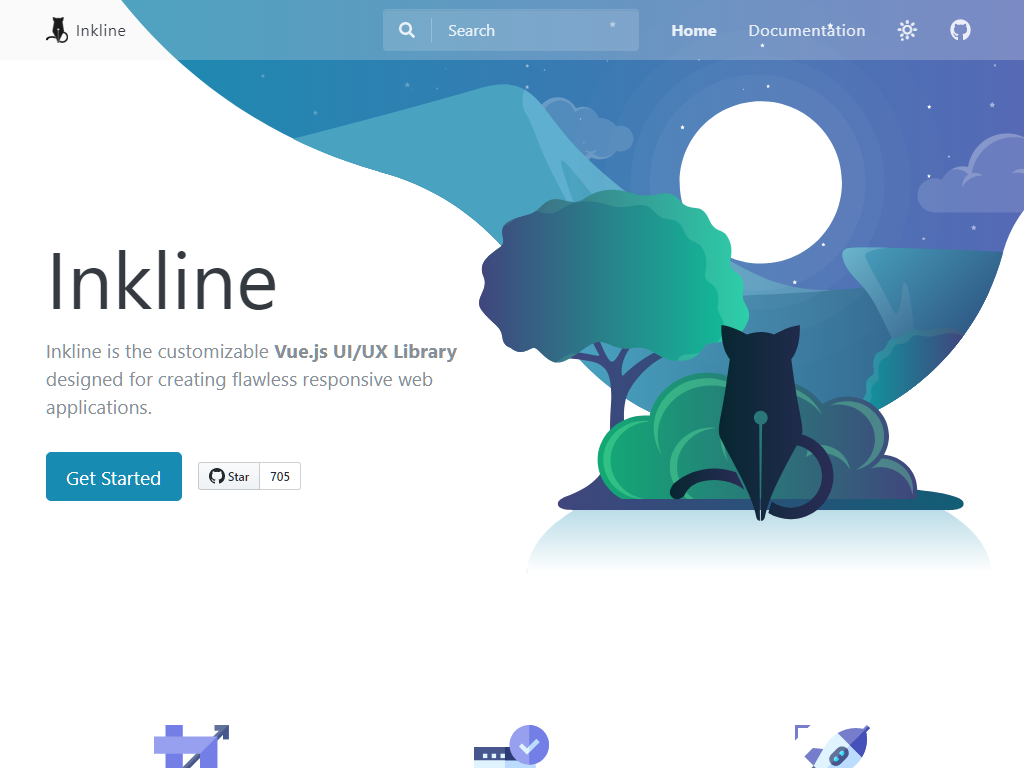 Inkline
Search
Home
Documentation
Inkline
Inkline is the customizable Vue.js UI/UX Library
designed for creating flawless responsive web
applications.
Get Started
Star
705